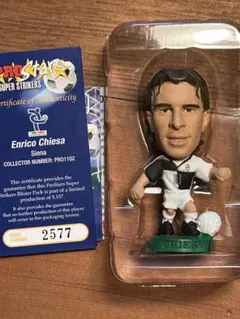 PRO Stars
SUPER STRIKERS
Certificate of Authenticity
Enrico Chiesa
Siena
COLLECTOR NUMBER: PRO1102
This certificate provides the
guarantee that this ProStars Super
Strikers Blister Pack is part of a limited
production of 5,157.
It also provides the guarantee
that no further production of this player
will occur in this packaging format.
2577
CHIESA